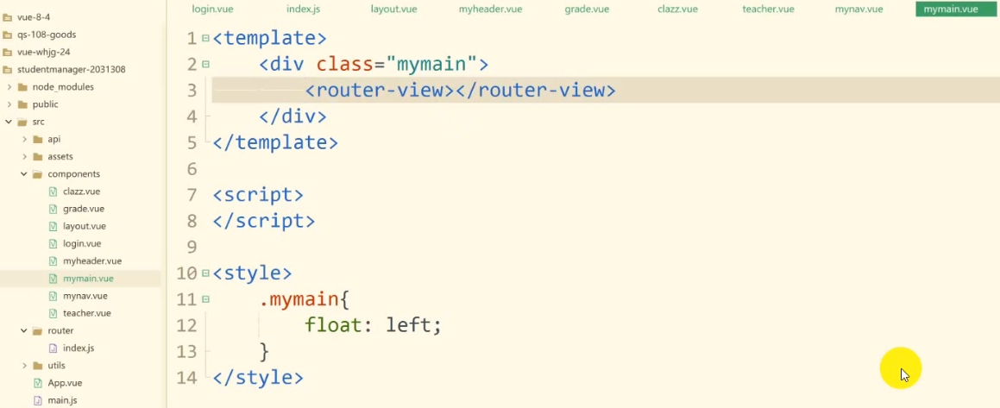 login.vue index.js layout.vue myheader.vue grade.vue clazz.vue teacher.vue mynav.vue mymain.vue
vue-8-4
qs-108-goods
vue-whjg-24
studentmanager-2031308
node_modules
public
src
api
assets
components
clazz.vue
grade.vue
layout.vue
login.vue
myheader.vue
mymain.vue
mynav.vue
teacher.vue
router
index.js
utils
App.vue
main.js
1 <template>
2 <div class="mymain">
3 <router-view></router-view>
4 </div>
5 </template>
6
7 <script>
8 </script>
9
10 <style>
11 .mymain{
12 float: left;
13 }
14 </style>